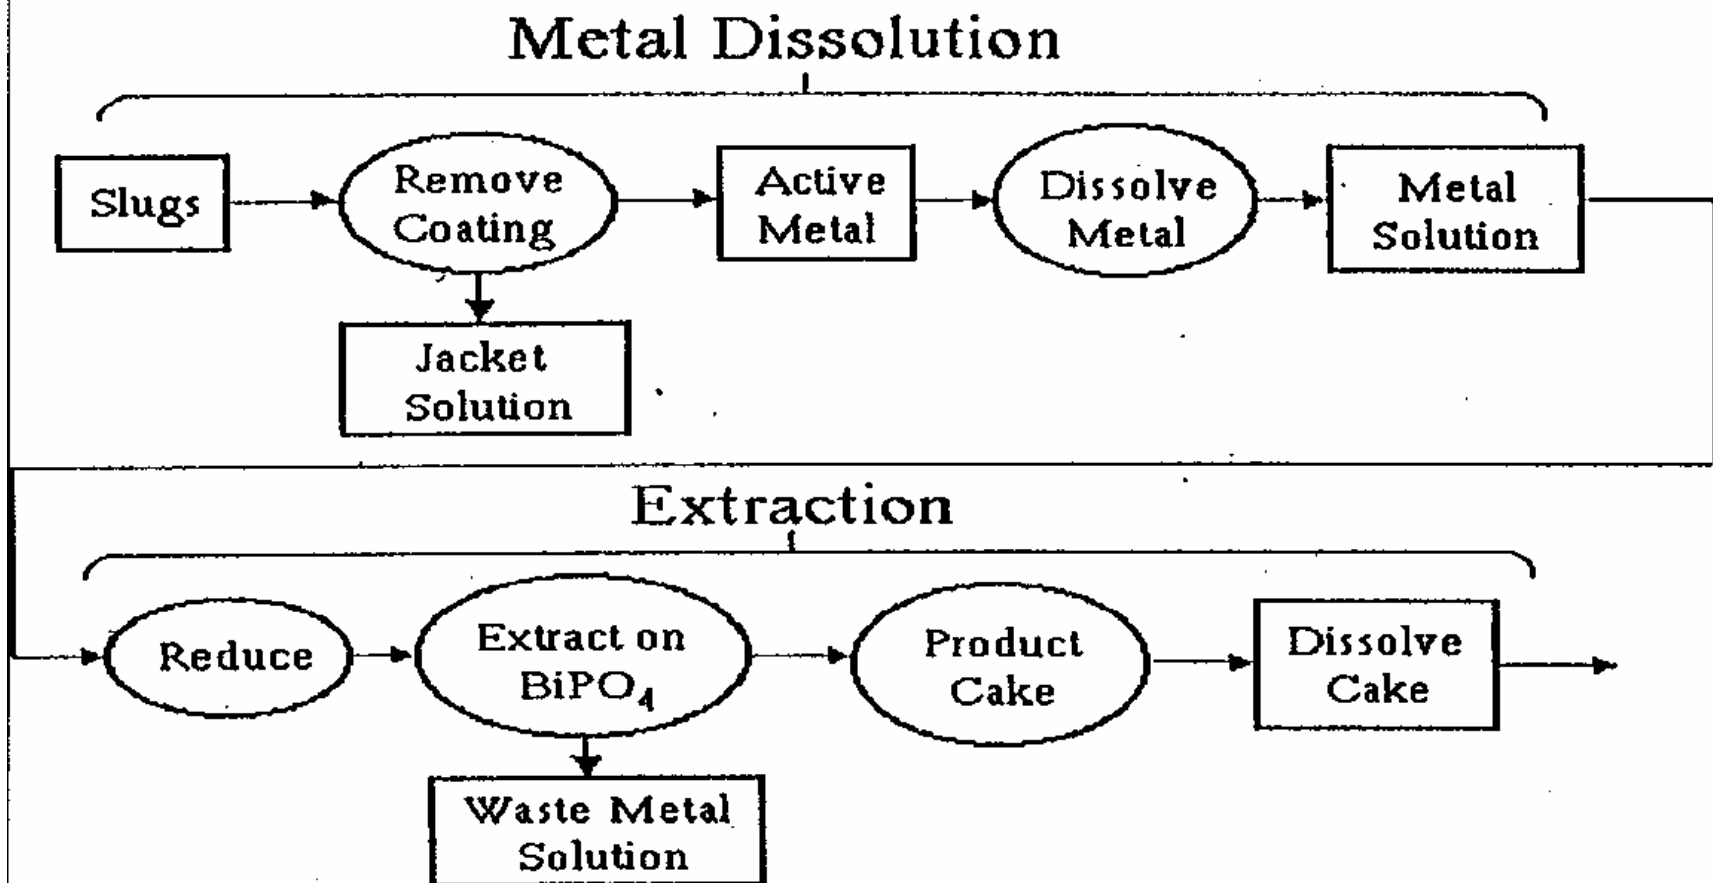 Metal Dissolution
Slugs
Remove
Coating
Active
Metal
Dissolve
Metal
Metal
Solution
Jacket
Solution
Extraction
Reduce
Extract on
BiPO₄
Product
Cake
Dissolve
Cake
Waste Metal
Solution